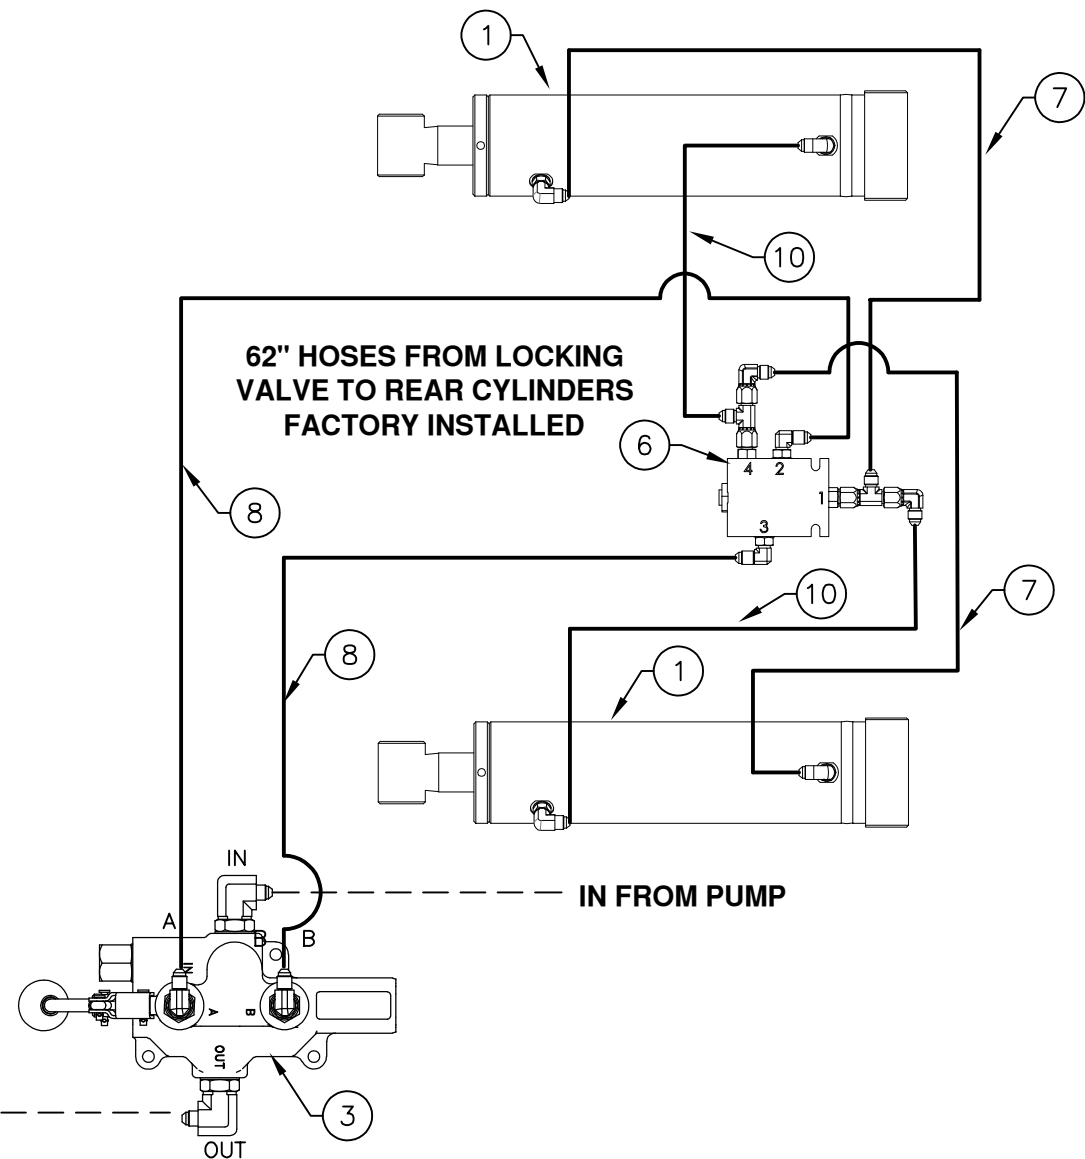 1
7
10
62" HOSES FROM LOCKING
VALVE TO REAR CYLINDERS
FACTORY INSTALLED
6
4 2
1
3
8
10
7
8
1
IN
IN FROM PUMP
A
B
B
IN
A
B
OUT
3
OUT